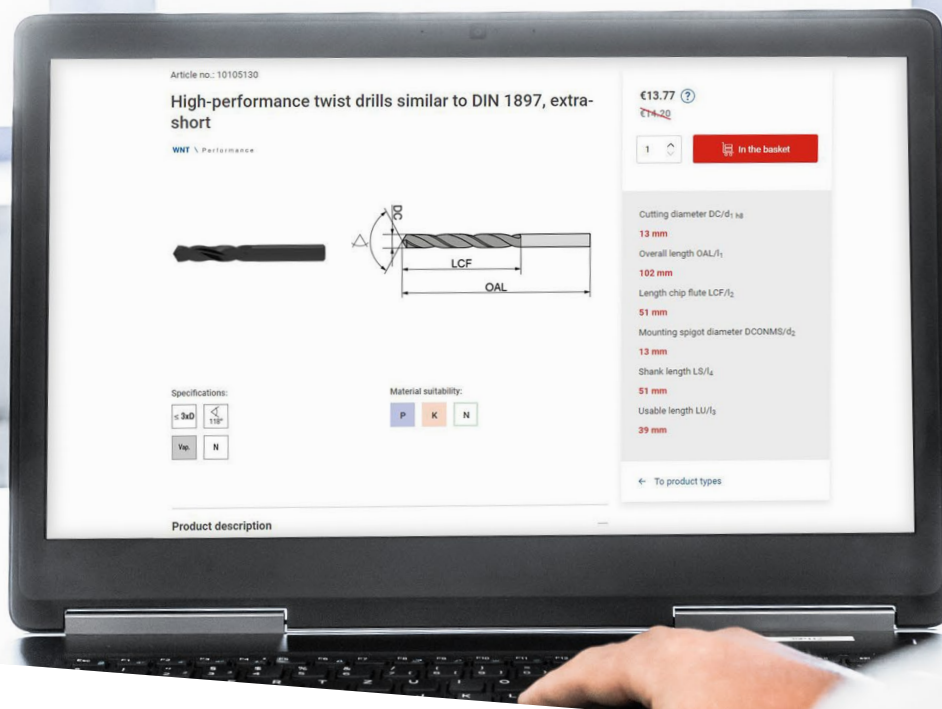 Article no.: 10105130
High-performance twist drills similar to DIN 1897, extra-
short
WNT \ Performance
DC
LCF
OAL
Specifications:
≤ 3xD
118°
Vap.
N
Material suitability:
P K N
Product description
€13.77 ?
€14.20
1
In the basket
Cutting diameter DC/d1 h8
13 mm
Overall length OAL/l1
102 mm
Length chip flute LCF/l2
51 mm
Mounting spigot diameter DCONMS/d2
13 mm
Shank length LS/l4
51 mm
Usable length LU/l3
39 mm
← To product types